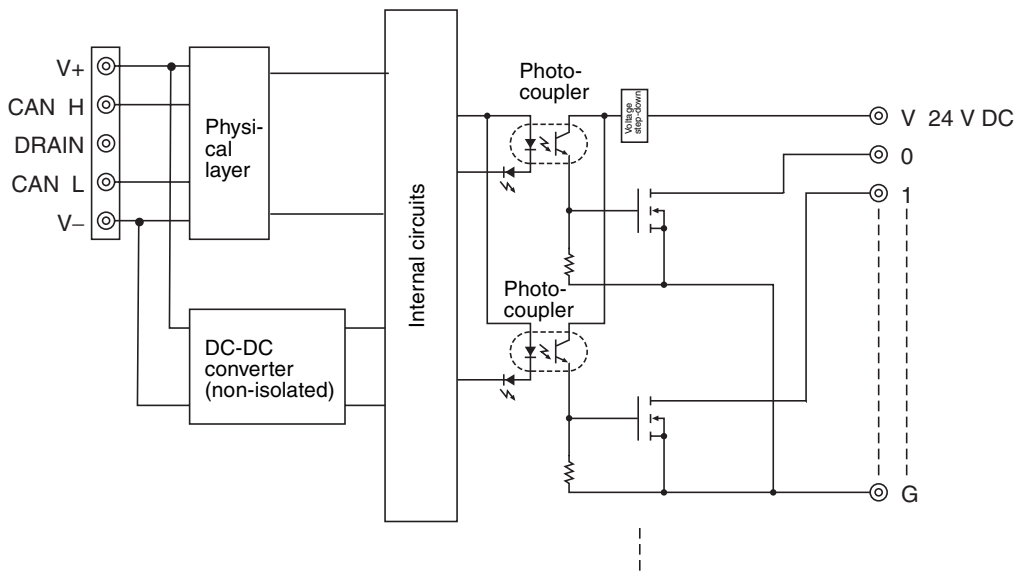 V+
CAN H
DRAIN
CAN L
V–
Physi-
cal
layer
DC-DC
converter
(non-isolated)
Internal circuits
Photo-
coupler
Voltage
step-down
Photo-
coupler
V 24 V DC
0
1
G